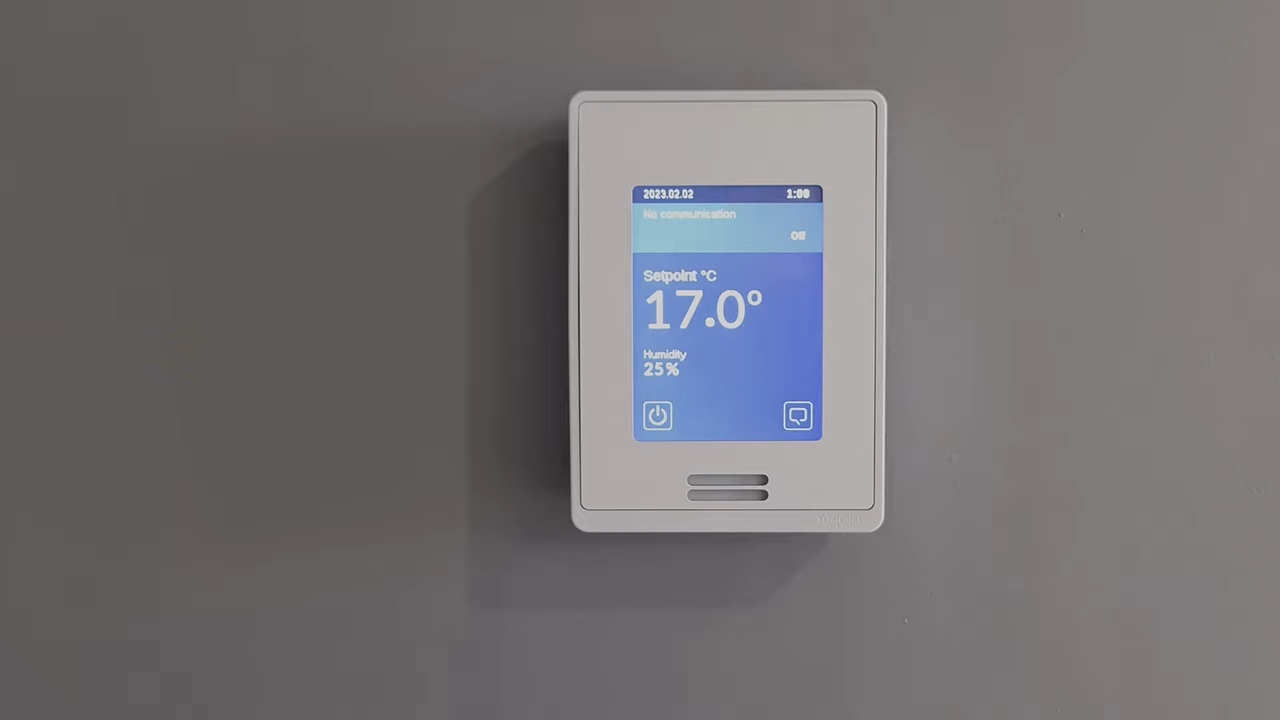 2023.02.02 1:00
No communication
Off
Setpoint °C
17.0°
Humidity
25%